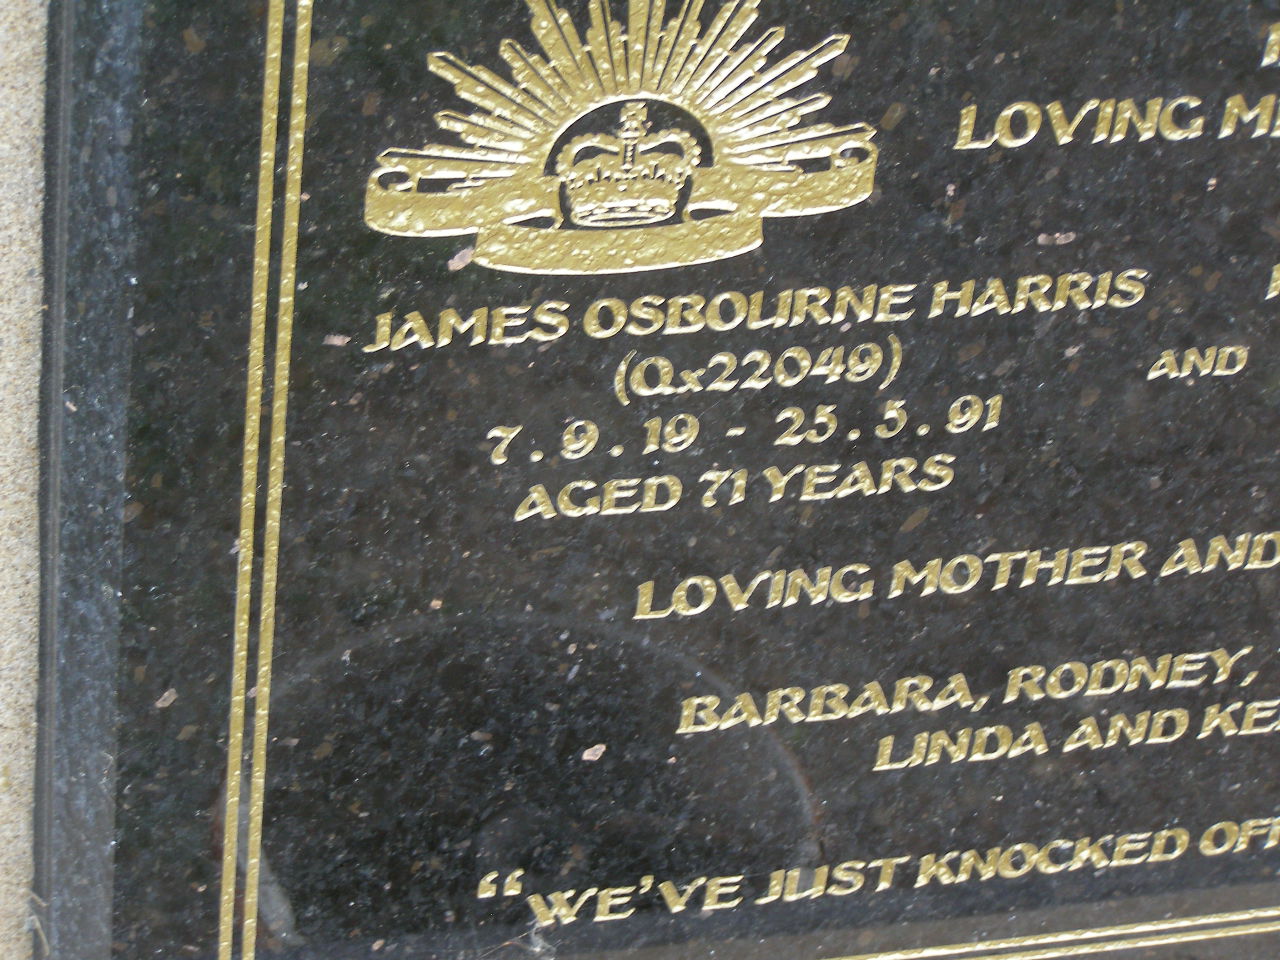 LOVING
JAMES OSBOURNE HARRIS
(Qx22049)
AND
7.9.19 - 25.5.91
AGED 71 YEARS
LOVING MOTHER AND
BARBARA, RODNEY,
LINDA AND
"WE'VE JUST KNOCKED